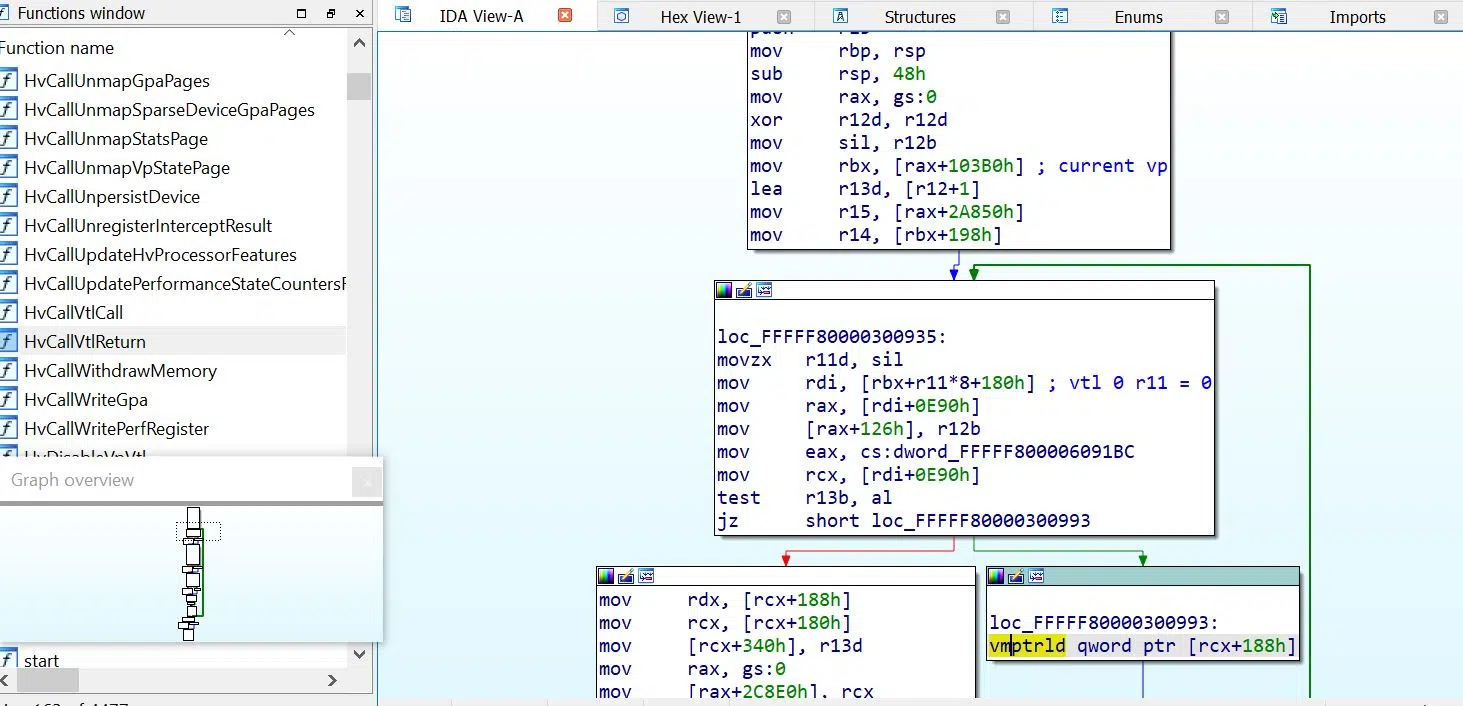 Functions window
IDA View-A
Hex View-1
Structures
Enums
Imports
Function name
HvCallUnmapGpaPages
HvCallUnmapSparseDeviceGpaPages
HvCallUnmapStatsPage
HvCallUnmapVpStatePage
HvCallUnpersistDevice
HvCallUnregisterInterceptResult
HvCallUpdateHvProcessorFeatures
HvCallUpdatePerformanceStateCountersF
HvCallVtlCall
HvCallVtlReturn
HvCallWithdrawMemory
HvCallWriteGpa
HvCallWritePerfRegister
HvDisableVpVtl
Graph overview
start
mov rbp, rsp
sub rsp, 48h
mov rax, gs:0
xor r12d, r12d
mov sil, r12b
mov rbx, [rax+103B0h] ; current vp
lea r13d, [r12+1]
mov r15, [rax+2A850h]
mov r14, [rbx+198h]
loc_FFFFF80000300935:
movzx r11d, sil
mov rdi, [rbx+r11*8+180h] ; vtl 0 r11 = 0
mov rax, [rdi+0E90h]
mov [rax+126h], r12b
mov eax, cs:dword_FFFFF800006091BC
mov rcx, [rdi+0E90h]
test r13b, al
jz short loc_FFFFF80000300993
mov rdx, [rcx+188h]
mov rcx, [rcx+180h]
mov [rcx+340h], r13d
mov rax, gs:0
mov [rax+2C8E0h], rcx
loc_FFFFF80000300993:
vmptrld qword ptr [rcx+188h]